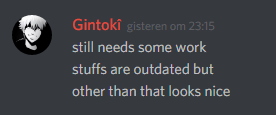 Gintokî gisteren om 23:15
still needs some work
stuffs are outdated but
other than that looks nice